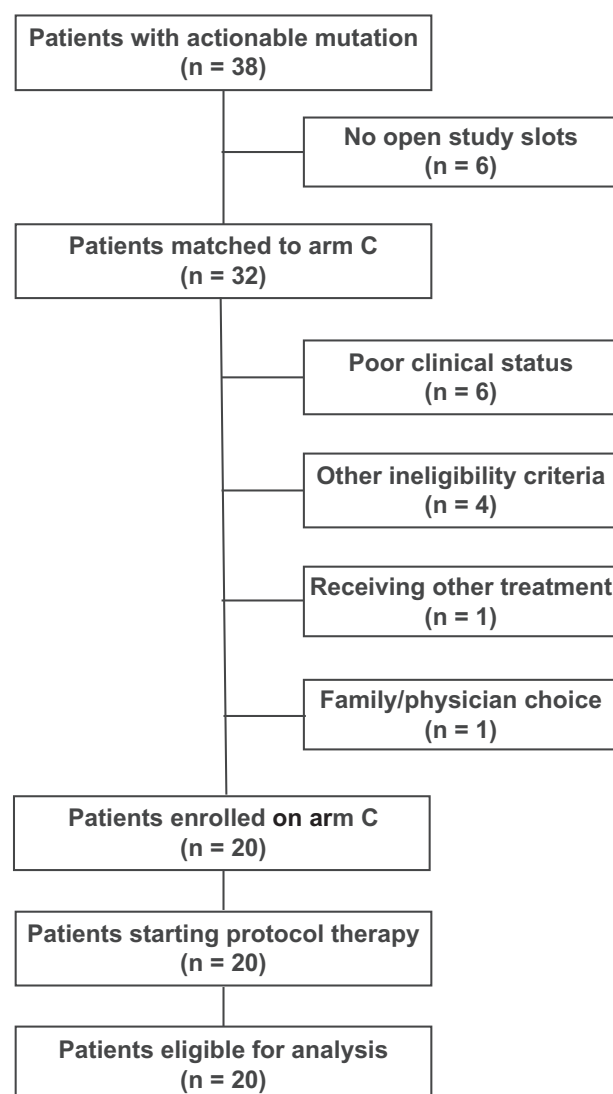 Patients with actionable mutation
(n = 38)
No open study slots
(n = 6)
Patients matched to arm C
(n = 32)
Poor clinical status
(n = 6)
Other ineligibility criteria
(n = 4)
Receiving other treatment
(n = 1)
Family/physician choice
(n = 1)
Patients enrolled on arm C
(n = 20)
Patients starting protocol therapy
(n = 20)
Patients eligible for analysis
(n = 20)